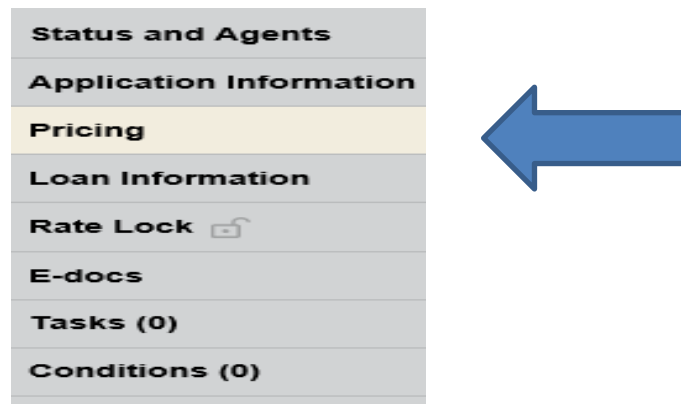 Status and Agents
Application Information
Pricing
Loan Information
Rate Lock
E-docs
Tasks (0)
Conditions (0)